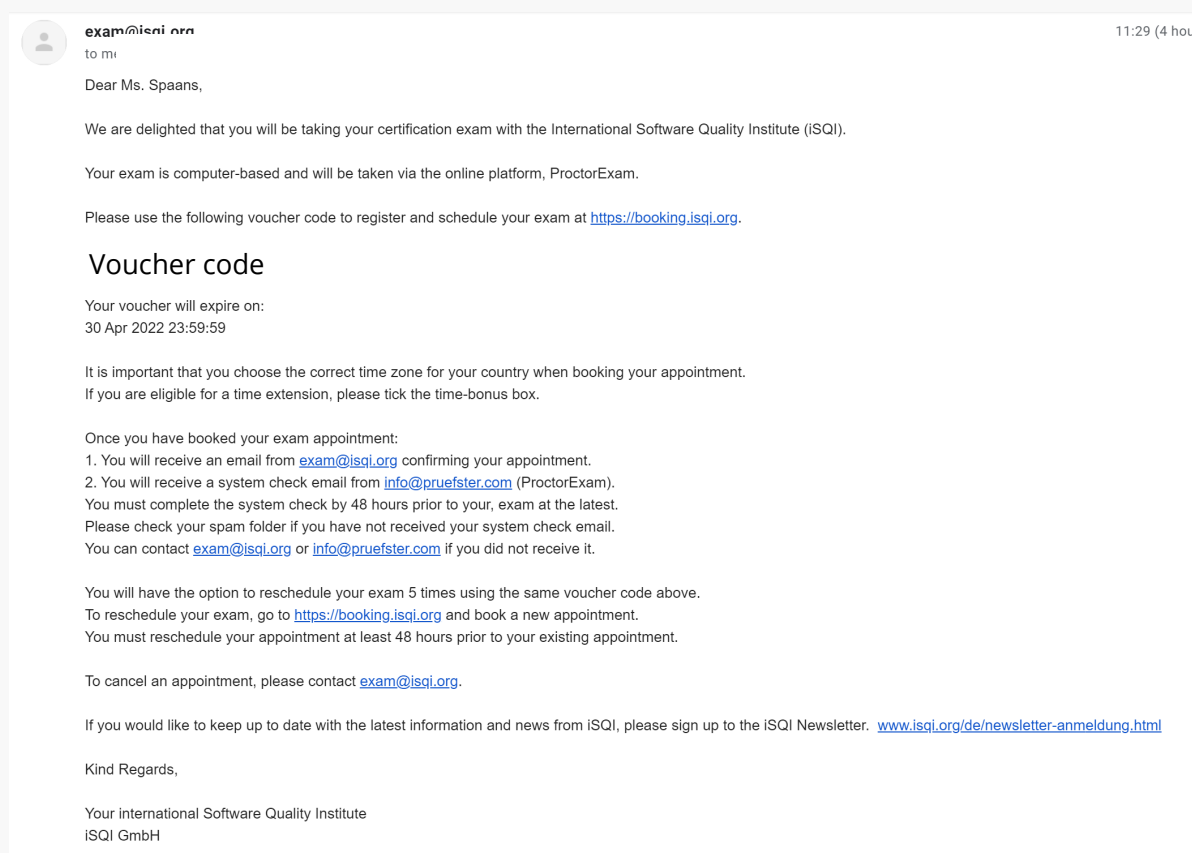 exam@isqi.org
11:29 (4 hou
to me
Dear Ms. Spaans,
We are delighted that you will be taking your certification exam with the International Software Quality Institute (iSQI).
Your exam is computer-based and will be taken via the online platform, ProctorExam.
Please use the following voucher code to register and schedule your exam at https://booking.isqi.org.
Voucher code
Your voucher will expire on:
30 Apr 2022 23:59:59
It is important that you choose the correct time zone for your country when booking your appointment.
If you are eligible for a time extension, please tick the time-bonus box.
Once you have booked your exam appointment:
1. You will receive an email from exam@isqi.org confirming your appointment.
2. You will receive a system check email from info@pruefster.com (ProctorExam).
You must complete the system check by 48 hours prior to your, exam at the latest.
Please check your spam folder if you have not received your system check email.
You can contact exam@isqi.org or info@pruefster.com if you did not receive it.
You will have the option to reschedule your exam 5 times using the same voucher code above.
To reschedule your exam, go to https://booking.isqi.org and book a new appointment.
You must reschedule your appointment at least 48 hours prior to your existing appointment.
To cancel an appointment, please contact exam@isqi.org.
If you would like to keep up to date with the latest information and news from iSQI, please sign up to the iSQI Newsletter. www.isqi.org/de/newsletter-anmeldung.html
Kind Regards,
Your international Software Quality Institute
iSQI GmbH